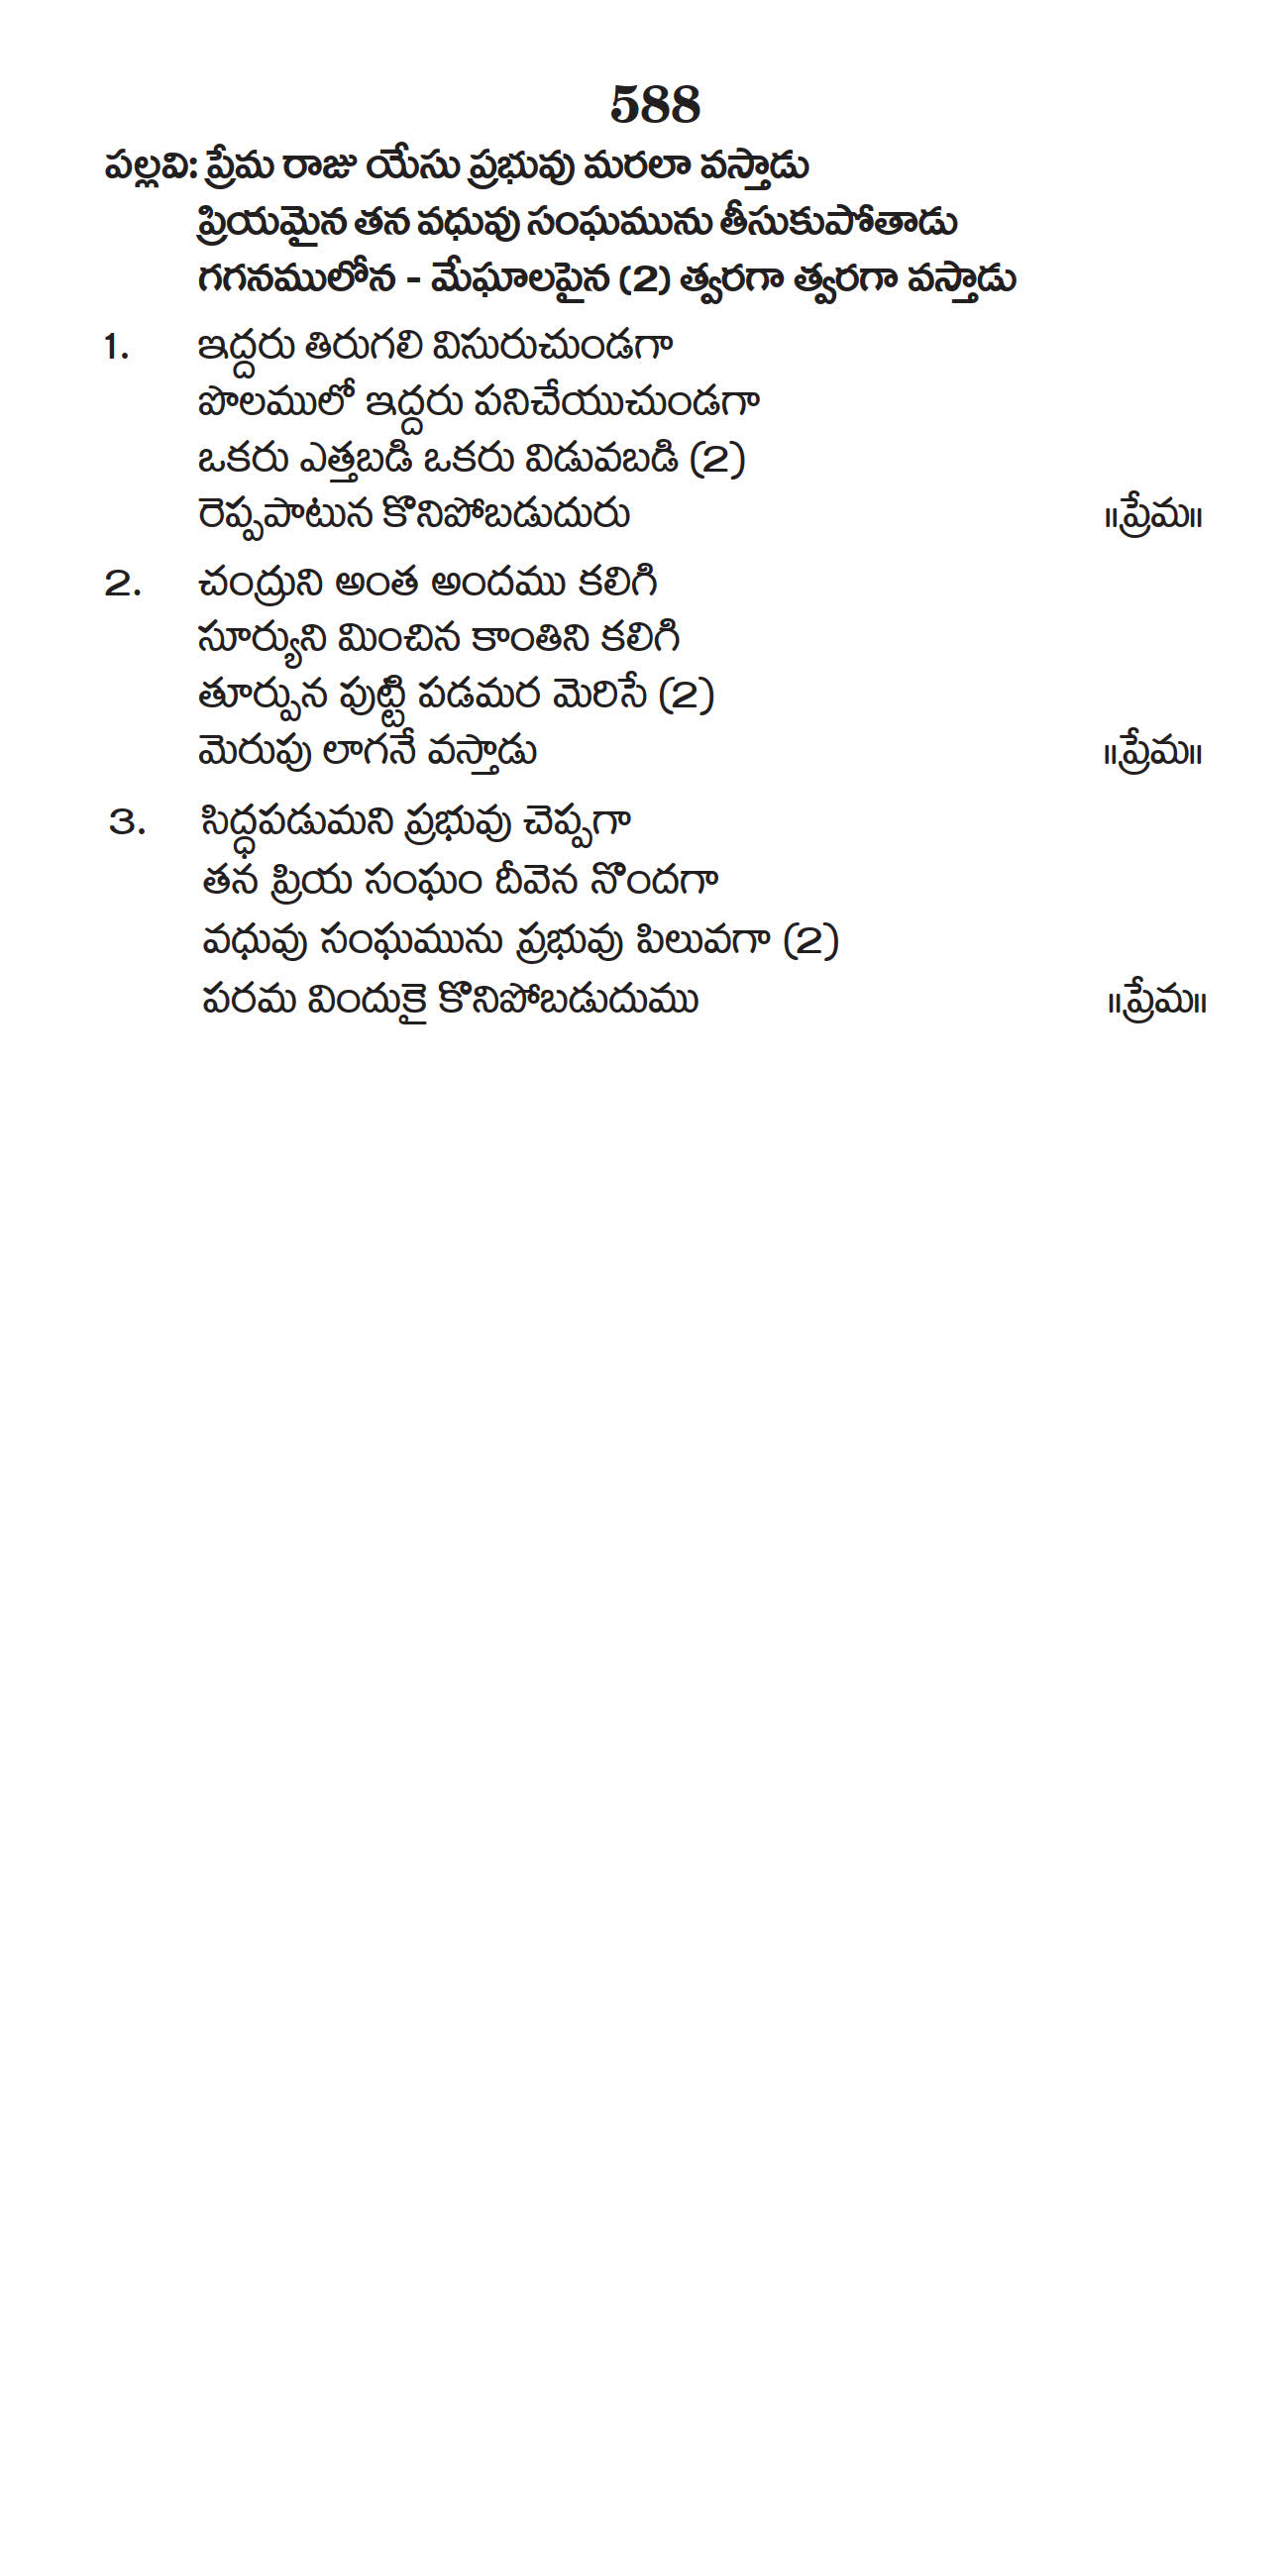 588
పల్లవి: ప్రేమ రాజు యేసు ప్రభువు మరలా వస్తాడు
ప్రియమైన తన వధువు సంఘమును తీసుకుపోతాడు
గగనములోన - మేఘాలపైన (2) త్వరగా త్వరగా వస్తాడు
1. ఇద్దరు తిరుగలి విసురుచుండగా
పొలములో ఇద్దరు పనిచేయుచుండగా
ఒకరు ఎత్తబడి ఒకరు విడువబడి (2)
రెప్పపాటున కొనిపోబడుదురు ॥ప్రేమ॥
2. చంద్రుని అంత అందము కలిగి
సూర్యుని మించిన కాంతిని కలిగి
తూర్పున పుట్టి పడమర మెరిసే (2)
మెరుపు లాగనే వస్తాడు ॥ప్రేమ॥
3. సిద్ధపడుమని ప్రభువు చెప్పగా
తన ప్రియ సంఘం దీవెన నొందగా
వధువు సంఘమును ప్రభువు పిలువగా (2)
పరమ విందుకై కొనిపోబడుదుము ॥ప్రేమ॥